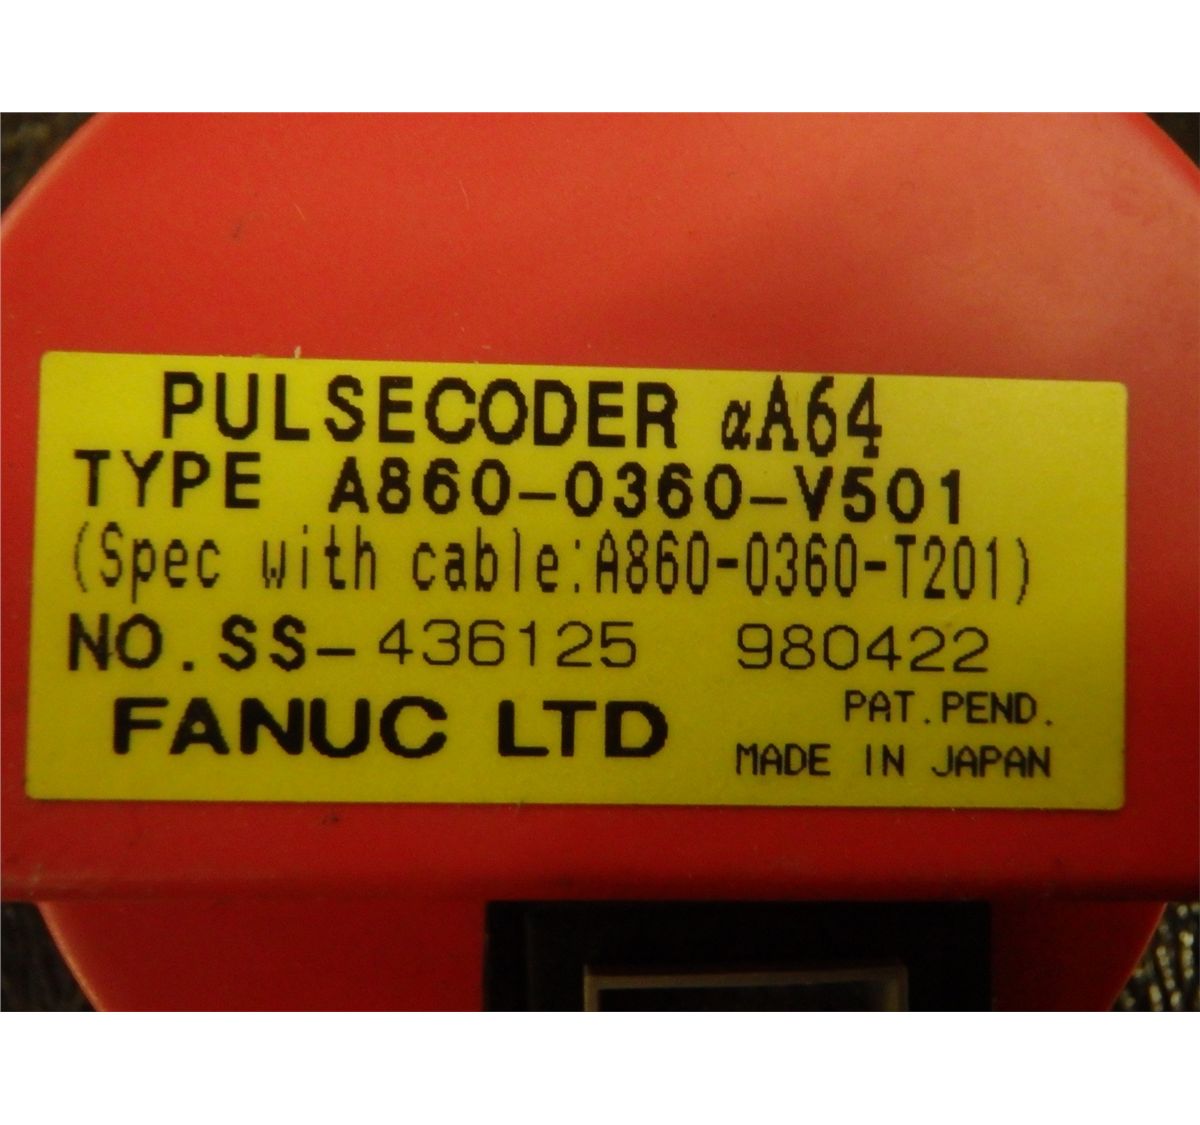 PULSECODER αA64
TYPE A860-0360-V501
(Spec with cable:A860-0360-T201)
NO.SS-436125 980422
FANUC LTD
PAT.PEND.
MADE IN JAPAN